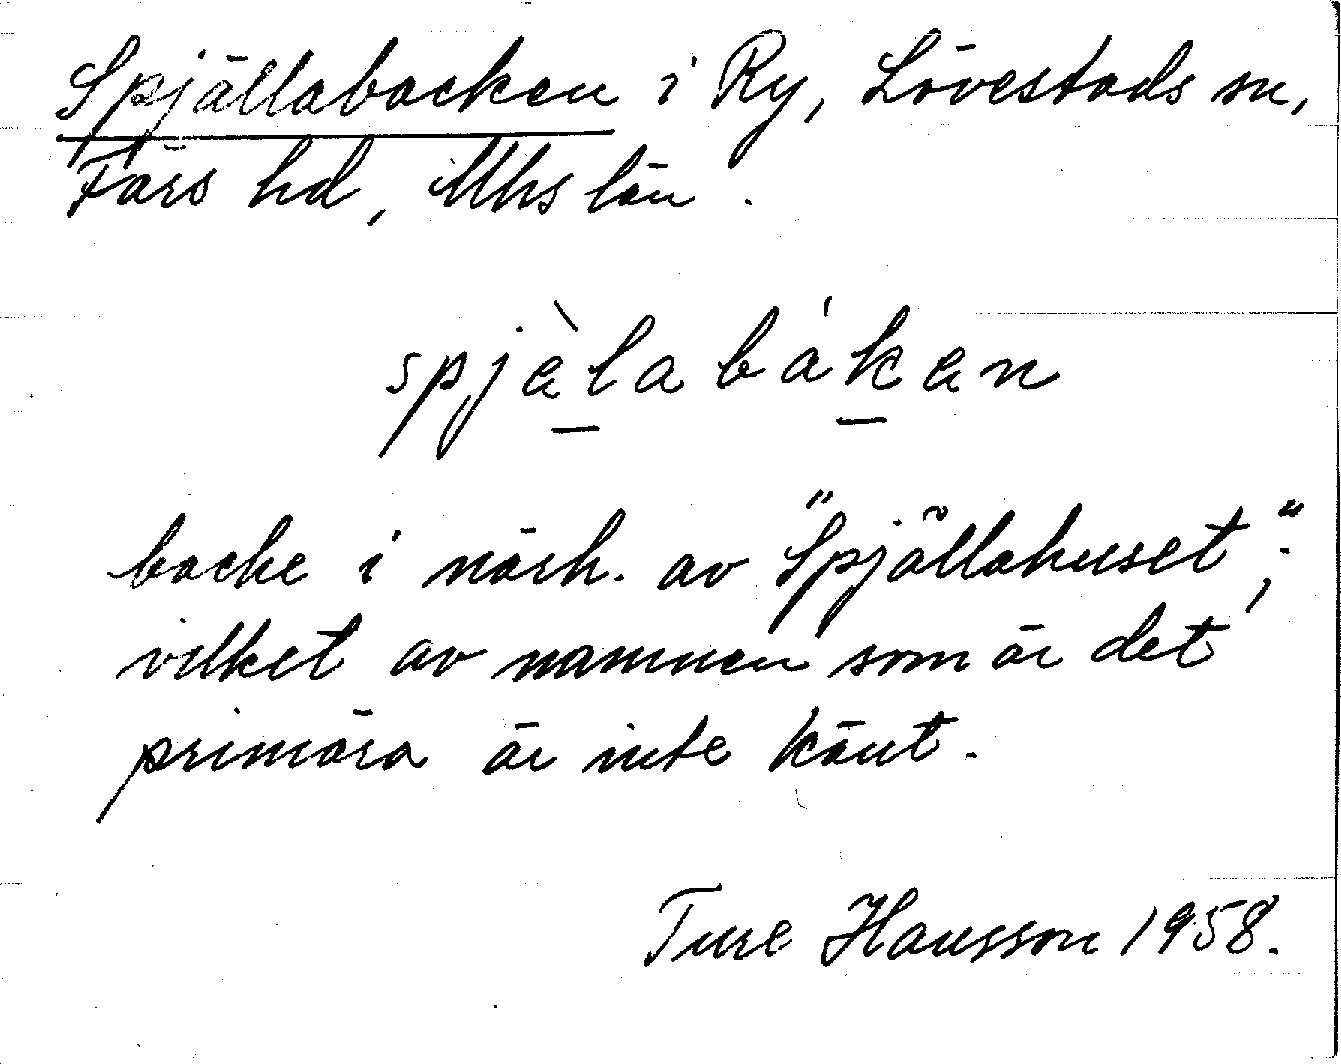 Spjällabacken i Ry, Lövestads sn,
Färs hd, Mhs län.
spjèlabákan
backe i närh. av "Spjällahuset";
vilket av namnen som är det
primära är inte känt.
Ture Hansson 1958.